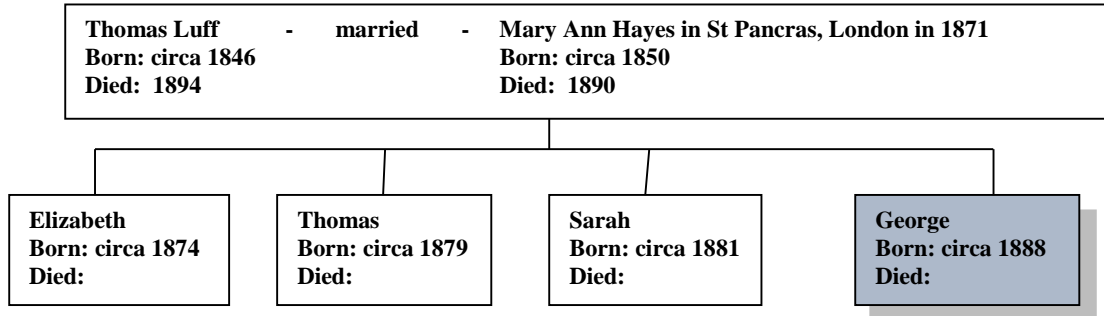 Thomas Luff - married - Mary Ann Hayes in St Pancras, London in 1871
Born: circa 1846 Born: circa 1850
Died: 1894 Died: 1890
Elizabeth
Born: circa 1874
Died:
Thomas
Born: circa 1879
Died:
Sarah
Born: circa 1881
Died:
George
Born: circa 1888
Died: